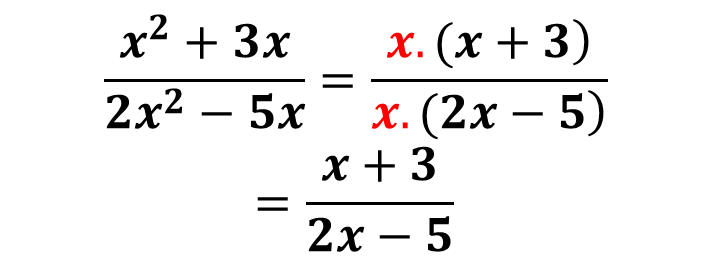 x² + 3x / 2x² − 5x = x.(x + 3) / x.(2x − 5)
= x + 3 / 2x − 5